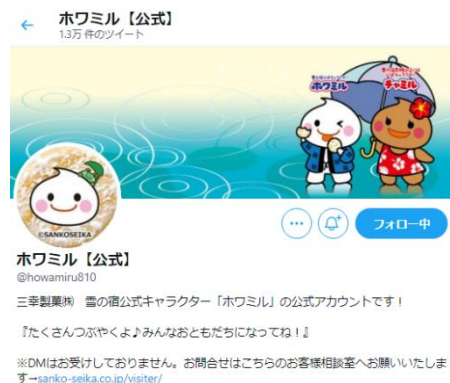 ホワミル【公式】
1.3万 件のツイート
ホワミル
チャミル
©SANKOSEIKA
フォロー中
ホワミル【公式】
@howamiru810
三幸製菓㈱ 雪の宿公式キャラクター「ホワミル」の公式アカウントです！
『たくさんつぶやくよ♪みんなおともだちになってね！』
※DMはお受けしておりません。お問合せはこちらのお客様相談室へお願いいたしま
す→sanko-seika.co.jp/visiter/